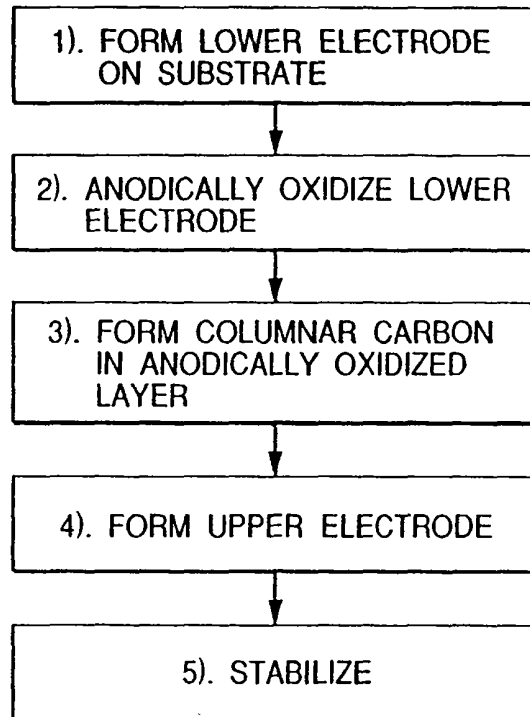 1). FORM LOWER ELECTRODE
ON SUBSTRATE
2). ANODICALLY OXIDIZE LOWER
ELECTRODE
3). FORM COLUMNAR CARBON
IN ANODICALLY OXIDIZED
LAYER
4). FORM UPPER ELECTRODE
5). STABILIZE